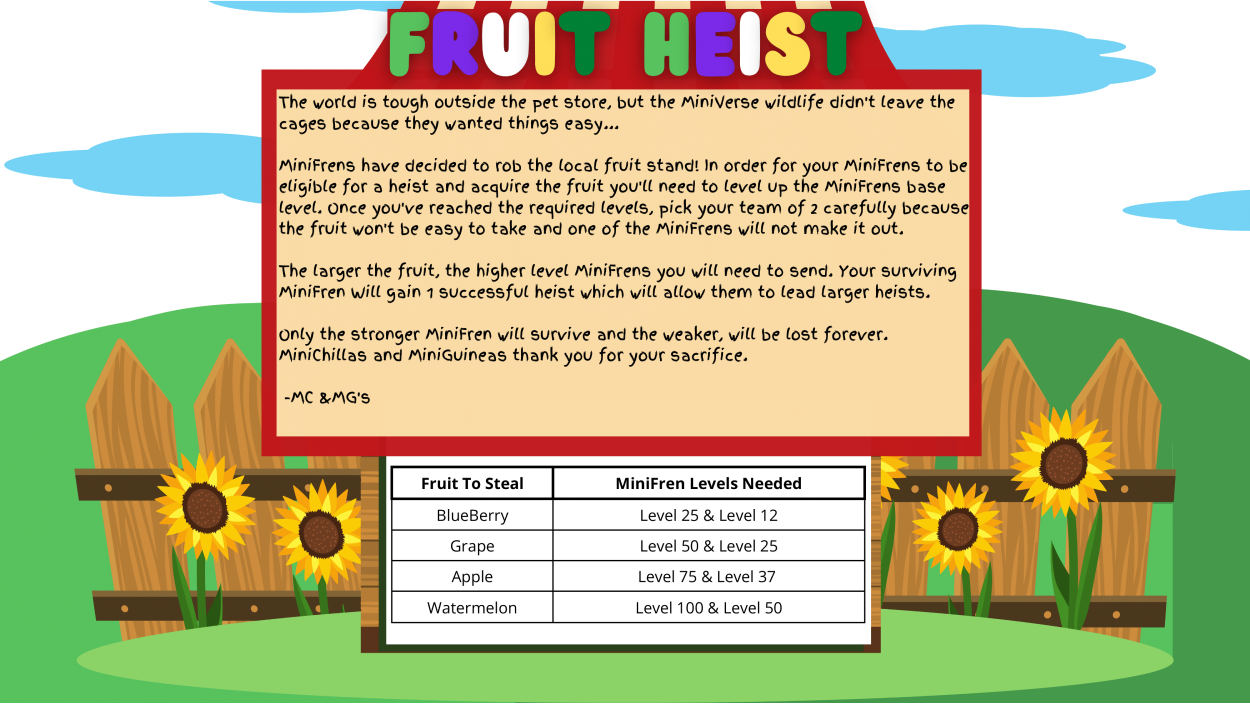 FRUIT HEIST
The world is tough outside the pet store, but the MiniVerse wildlife didn't leave the
cages because they wanted things easy...
MiniFrens have decided to rob the local fruit stand! In order for your MiniFrens to be
eligible for a heist and acquire the fruit you'll need to level up the MiniFrens base
level. Once you've reached the required levels, pick your team of 2 carefully because
the fruit won't be easy to take and one of the MiniFrens will not make it out.
The larger the fruit, the higher level MiniFrens you will need to send. Your surviving
MiniFren Will gain 1 successful heist which will allow them to lead larger heists.
Only the stronger MiniFren will survive and the weaker, will be lost forever.
MiniChillas and MiniGuineas thank you for your sacrifice.
-MC &MG's
Fruit To Steal MiniFren Levels Needed
BlueBerry Level 25 & Level 12
Grape Level 50 & Level 25
Apple Level 75 & Level 37
Watermelon Level 100 & Level 50